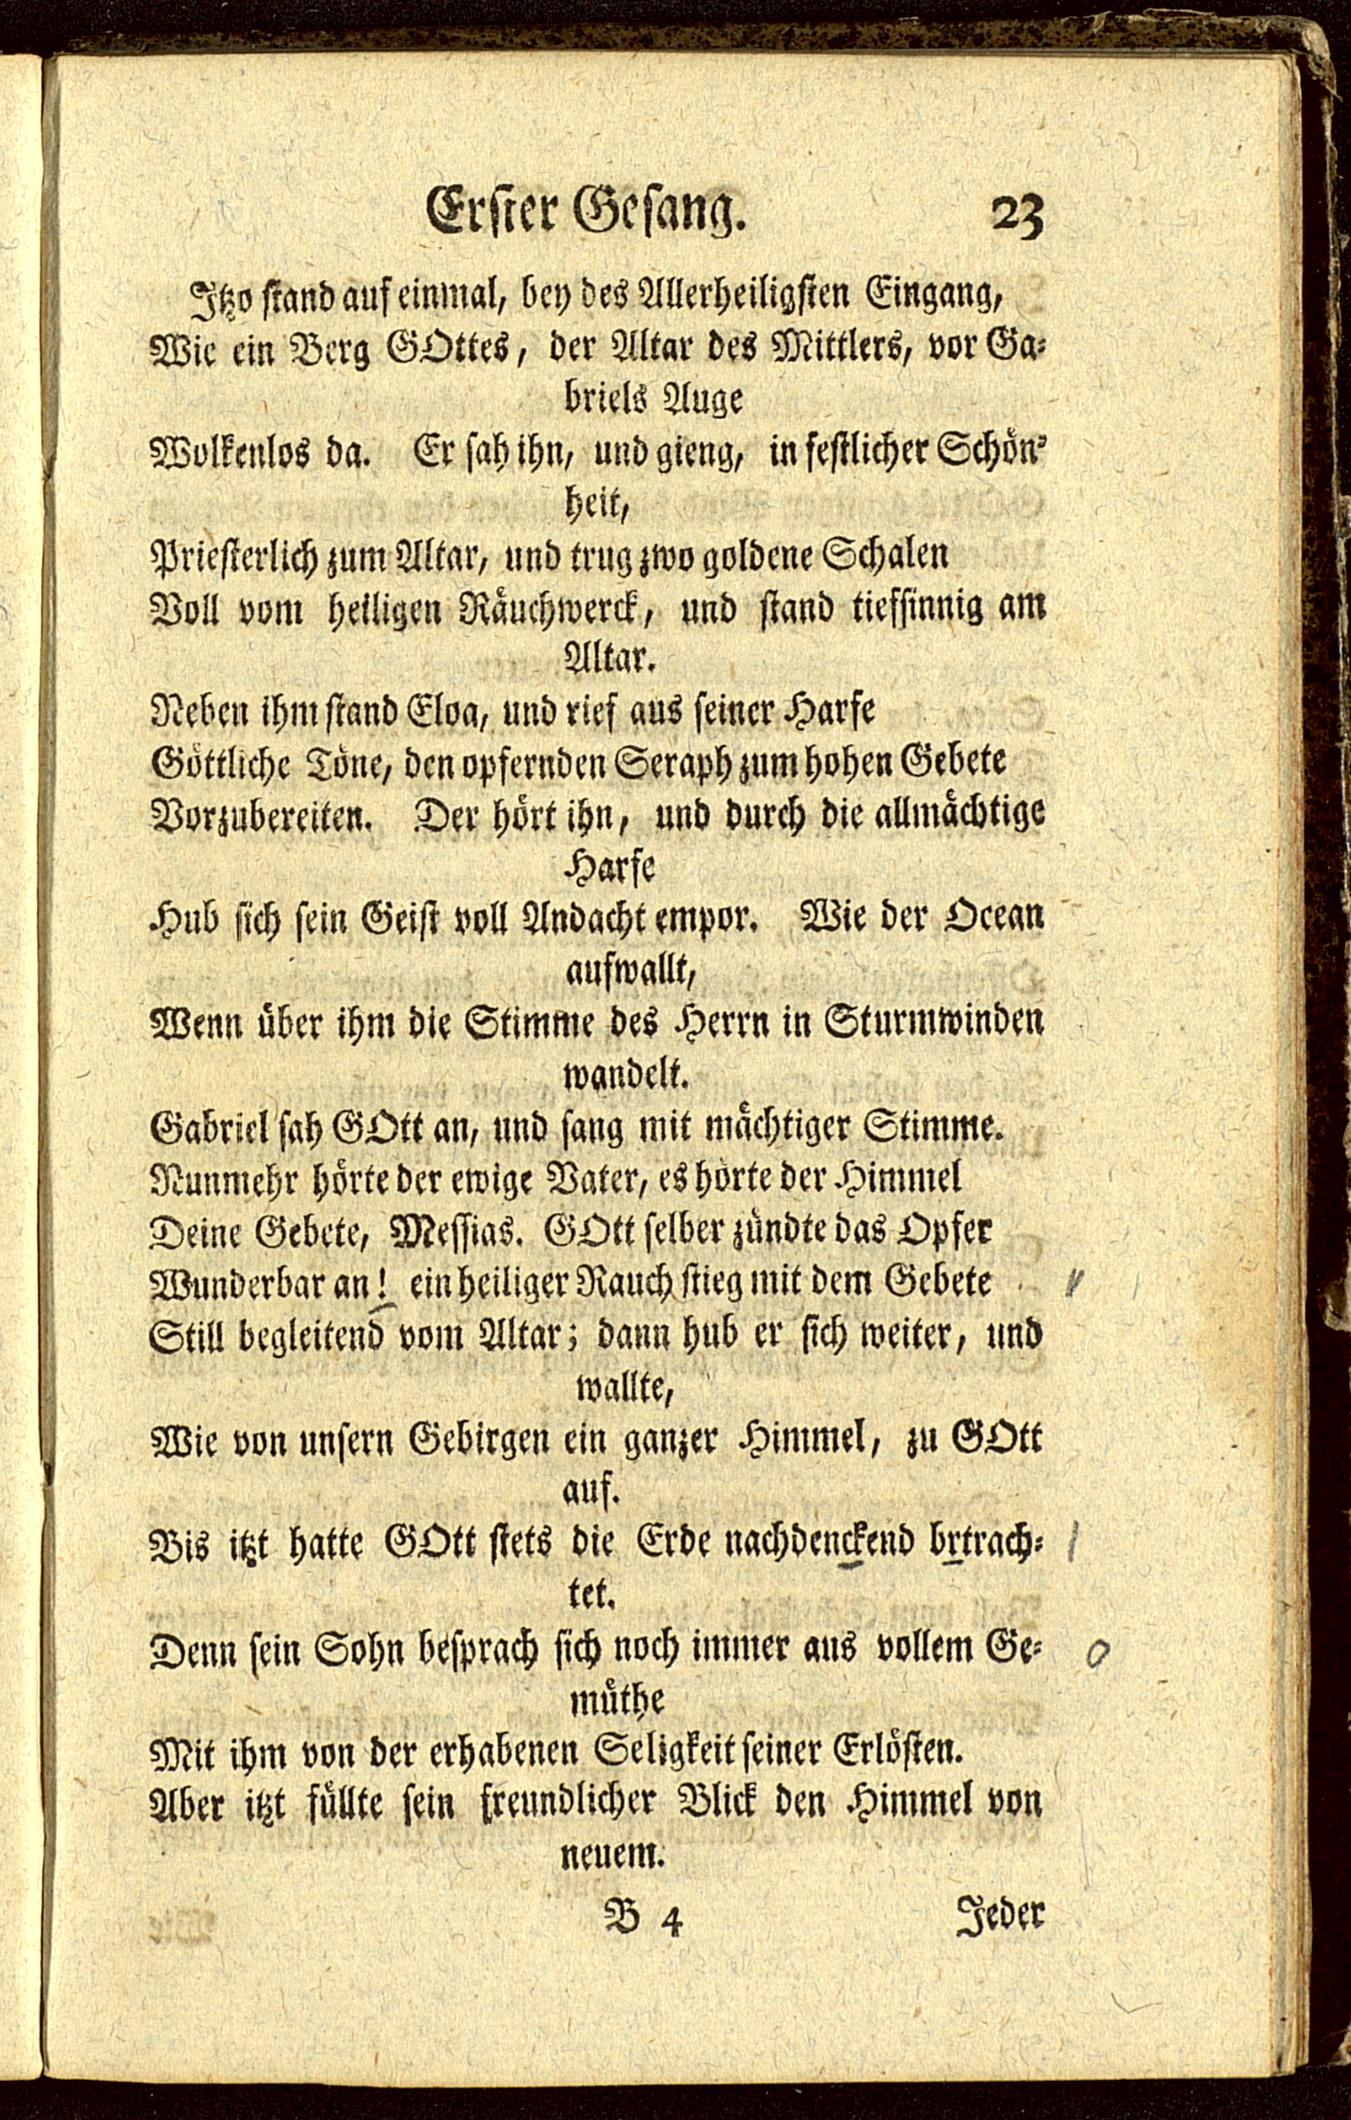 Erster Gesang. 23
Itzo stand auf einmal, bey des Allerheiligsten Eingang,
Wie ein Berg GOttes, der Altar des Mittlers, vor Ga-
briels Auge
Wolkenlos da. Er sah ihn, und gieng, in festlicher Schön-
heit,
Priesterlich zum Altar, und trug zwo goldene Schalen
Voll vom heiligen Räuchwerck, und stand tiefsinnig am
Altar.
Neben ihm stand Eloa, und rief aus seiner Harfe
Göttliche Töne, den opfernden Seraph zum hohen Gebete
Vorzubereiten. Der hört ihn, und durch die allmächtige
Harfe
Hub sich sein Geist voll Andacht empor. Wie der Ocean
aufwallt,
Wenn über ihm die Stimme des Herrn in Sturmwinden
wandelt.
Gabriel sah GOtt an, und sang mit mächtiger Stimme.
Nunmehr hörte der ewige Vater, es hörte der Himmel
Deine Gebete, Messias. GOtt selber zündte das Opfer
Wunderbar an! ein heiliger Rauch stieg mit dem Gebete
Still begleitend vom Altar; dann hub er sich weiter, und
wallte,
Wie von unsern Gebirgen ein ganzer Himmel, zu GOtt
auf.
Bis itzt hatte GOtt stets die Erde nachdenckend brtrach-
tet.
Denn sein Sohn besprach sich noch immer aus vollem Ge-
müthe
Mit ihm von der erhabenen Seligkeit seiner Erlösten.
Aber itzt füllte sein freundlicher Blick den Himmel von
neuem.
B 4 Jeder